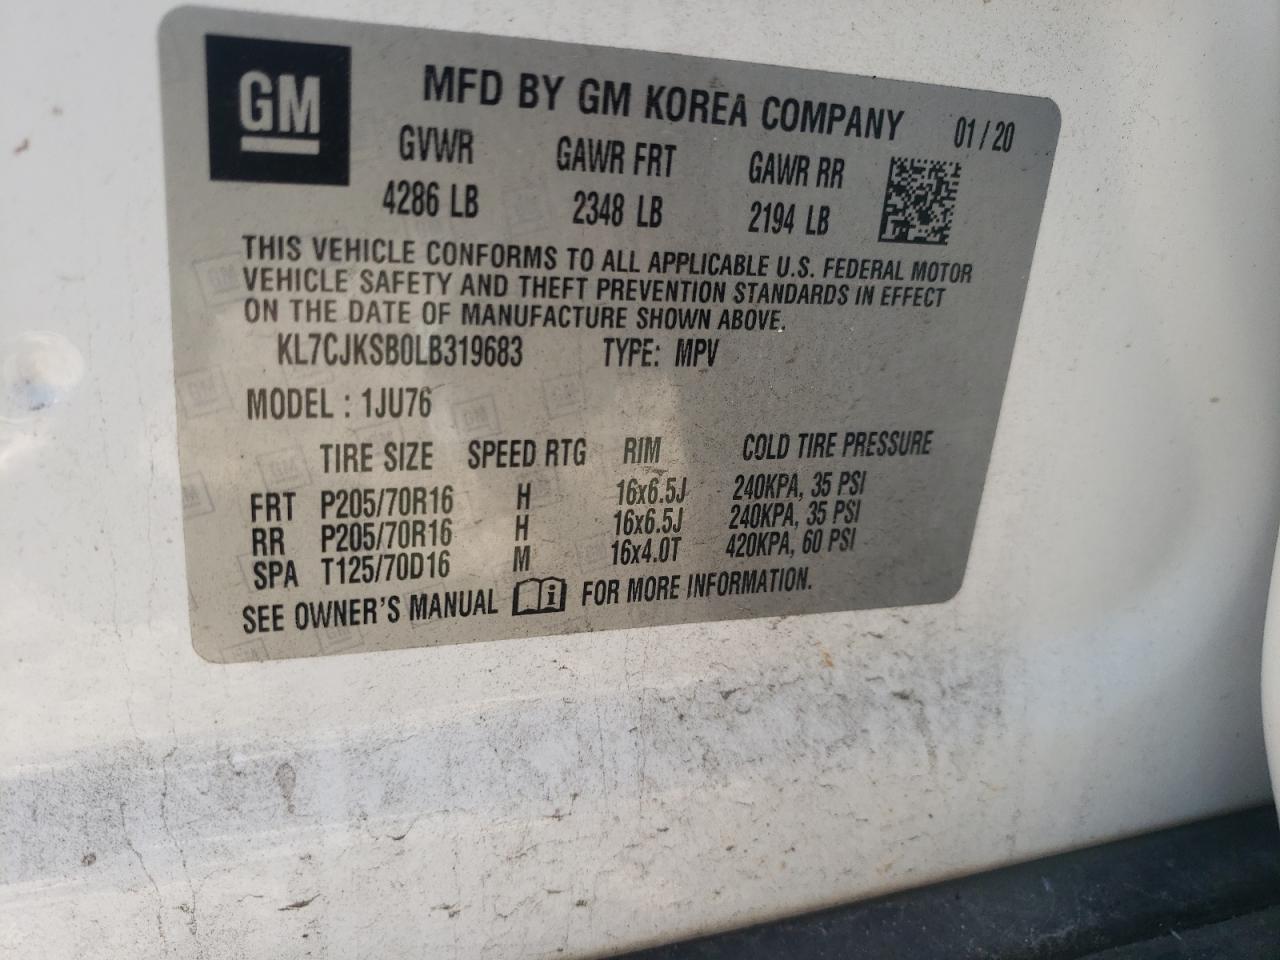 GM
MFD BY GM KOREA COMPANY 01/20
GVWR GAWR FRT GAWR RR
4286 LB 2348 LB 2194 LB
THIS VEHICLE CONFORMS TO ALL APPLICABLE U.S. FEDERAL MOTOR
VEHICLE SAFETY AND THEFT PREVENTION STANDARDS IN EFFECT
ON THE DATE OF MANUFACTURE SHOWN ABOVE.
KL7CJKSB0LB319683 TYPE: MPV
MODEL : 1JU76
TIRE SIZE SPEED RTG RIM COLD TIRE PRESSURE
FRT P205/70R16 H 16x6.5J 240KPA, 35 PSI
RR P205/70R16 H 16x6.5J 240KPA, 35 PSI
SPA T125/70D16 M 16x4.0T 420KPA, 60 PSI
SEE OWNER'S MANUAL i FOR MORE INFORMATION.